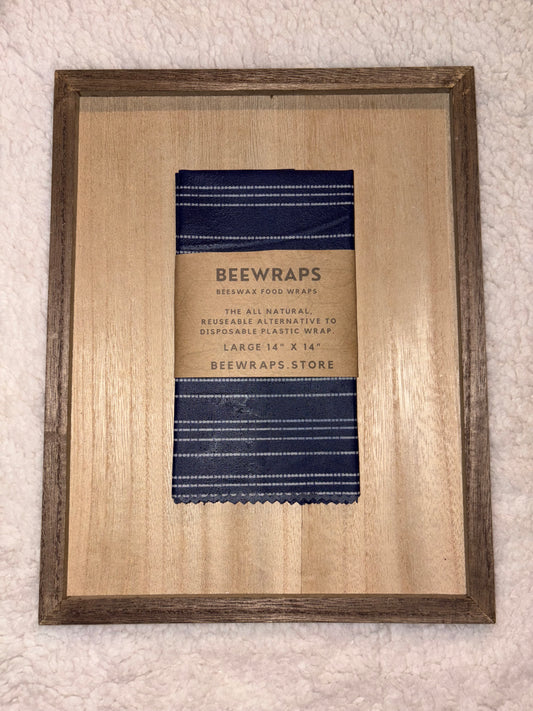 BEEWRAPS
BEESWAX FOOD WRAPS
THE ALL NATURAL,
REUSEABLE ALTERNATIVE TO
DISPOSABLE PLASTIC WRAP.
LARGE 14" X 14"
BEEWRAPS.STORE